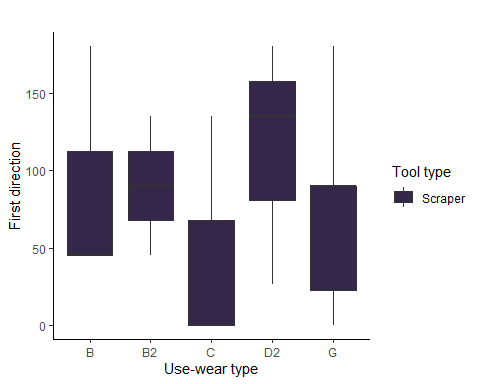 First direction
150
100
50
0
B
B2
C
D2
G
Use-wear type
Tool type
Scraper